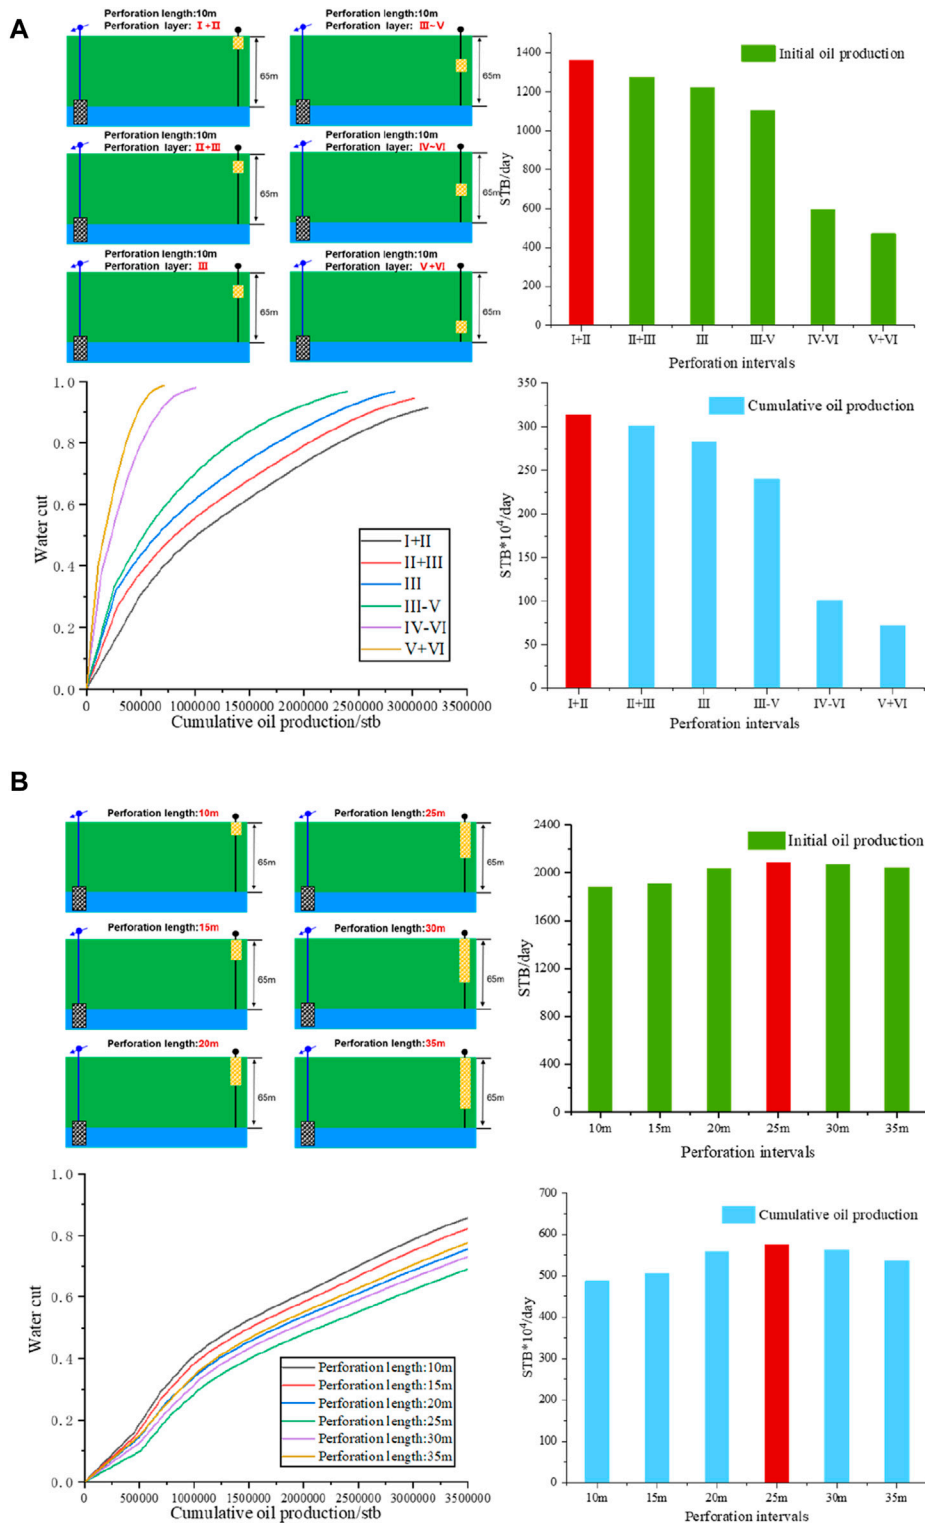 A
Perforation length:10m
Perforation layer: I+II
65m
Perforation length:10m
Perforation layer: III~V
65m
Perforation length:10m
Perforation layer: II+III
65m
Perforation length:10m
Perforation layer: IV~VI
65m
Perforation length:10m
Perforation layer: III
65m
Perforation length:10m
Perforation layer: V+VI
65m
Initial oil production
STB/day
1400
1200
1000
800
600
400
200
0
I+II II+III III III-V IV-VI V+VI
Perforation intervals
Water cut
1.0
0.8
0.6
0.4
0.2
0.0
I+II
II+III
III
III-V
IV-VI
V+VI
0 500000 1000000 1500000 2000000 2500000 3000000 3500000
Cumulative oil production/stb
Cumulative oil production
STB*10⁴/day
350
300
250
200
150
100
50
0
I+II II+III III III-V IV-VI V+VI
Perforation intervals
B
Perforation length:10m
65m
Perforation length:25m
65m
Perforation length:15m
65m
Perforation length:30m
65m
Perforation length:20m
65m
Perforation length:35m
65m
Initial oil production
STB/day
2400
2000
1600
1200
800
400
0
10m 15m 20m 25m 30m 35m
Perforation intervals
Water cut
1.0
0.8
0.6
0.4
0.2
0.0
Perforation length:10m
Perforation length:15m
Perforation length:20m
Perforation length:25m
Perforation length:30m
Perforation length:35m
0 500000 1000000 1500000 2000000 2500000 3000000 3500000
Cumulative oil production/stb
Cumulative oil production
STB*10⁴/day
700
600
500
400
300
200
100
0
10m 15m 20m 25m 30m 35m
Perforation intervals